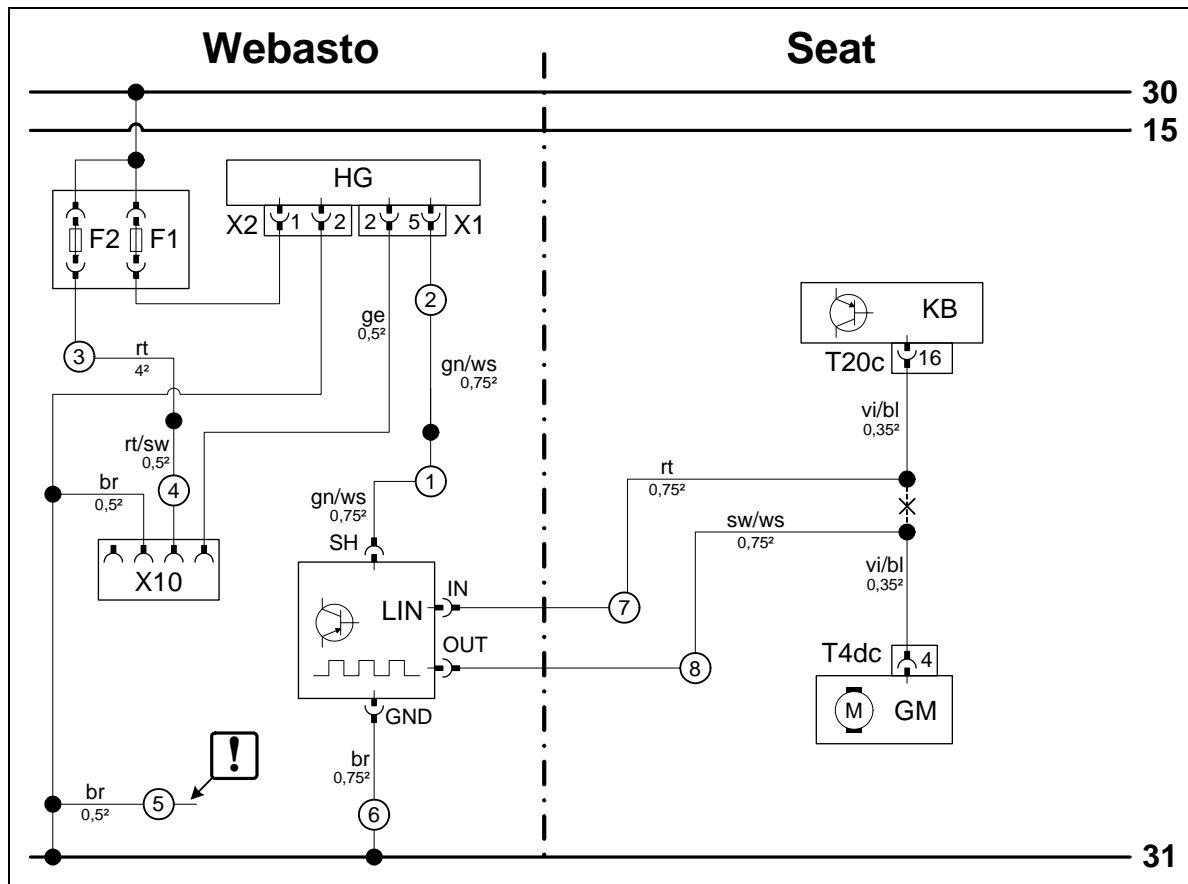 Webasto Seat
30
15
HG
X2 1 2 2 5 X1
F2 F1
2
ge
0,5²
KB
3 rt
4²
gn/ws
0,75²
T20c 16
vi/bl
0,35²
rt/sw
0,5²
4
br
0,5²
1
rt
0,75²
gn/ws
0,75²
sw/ws
0,75²
SH
X10
vi/bl
0,35²
IN
LIN
7
OUT
8
T4dc 4
M GM
GND
br
0,75²
!
br
0,5²
5
6
31